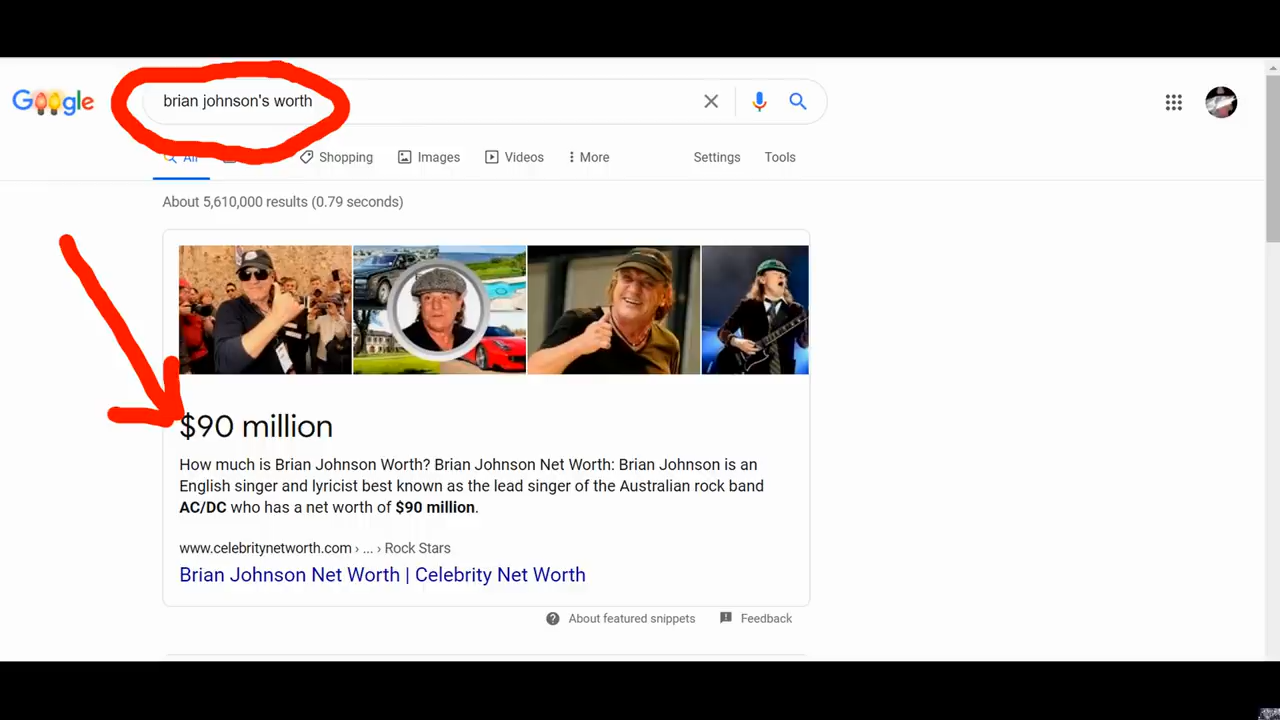 Google
brian johnson's worth
All
Shopping
Images
Videos
More
Settings
Tools
About 5,610,000 results (0.79 seconds)
$90 million
How much is Brian Johnson Worth? Brian Johnson Net Worth: Brian Johnson is an
English singer and lyricist best known as the lead singer of the Australian rock band
AC/DC who has a net worth of $90 million.
www.celebritynetworth.com › ... › Rock Stars
Brian Johnson Net Worth | Celebrity Net Worth
About featured snippets
Feedback